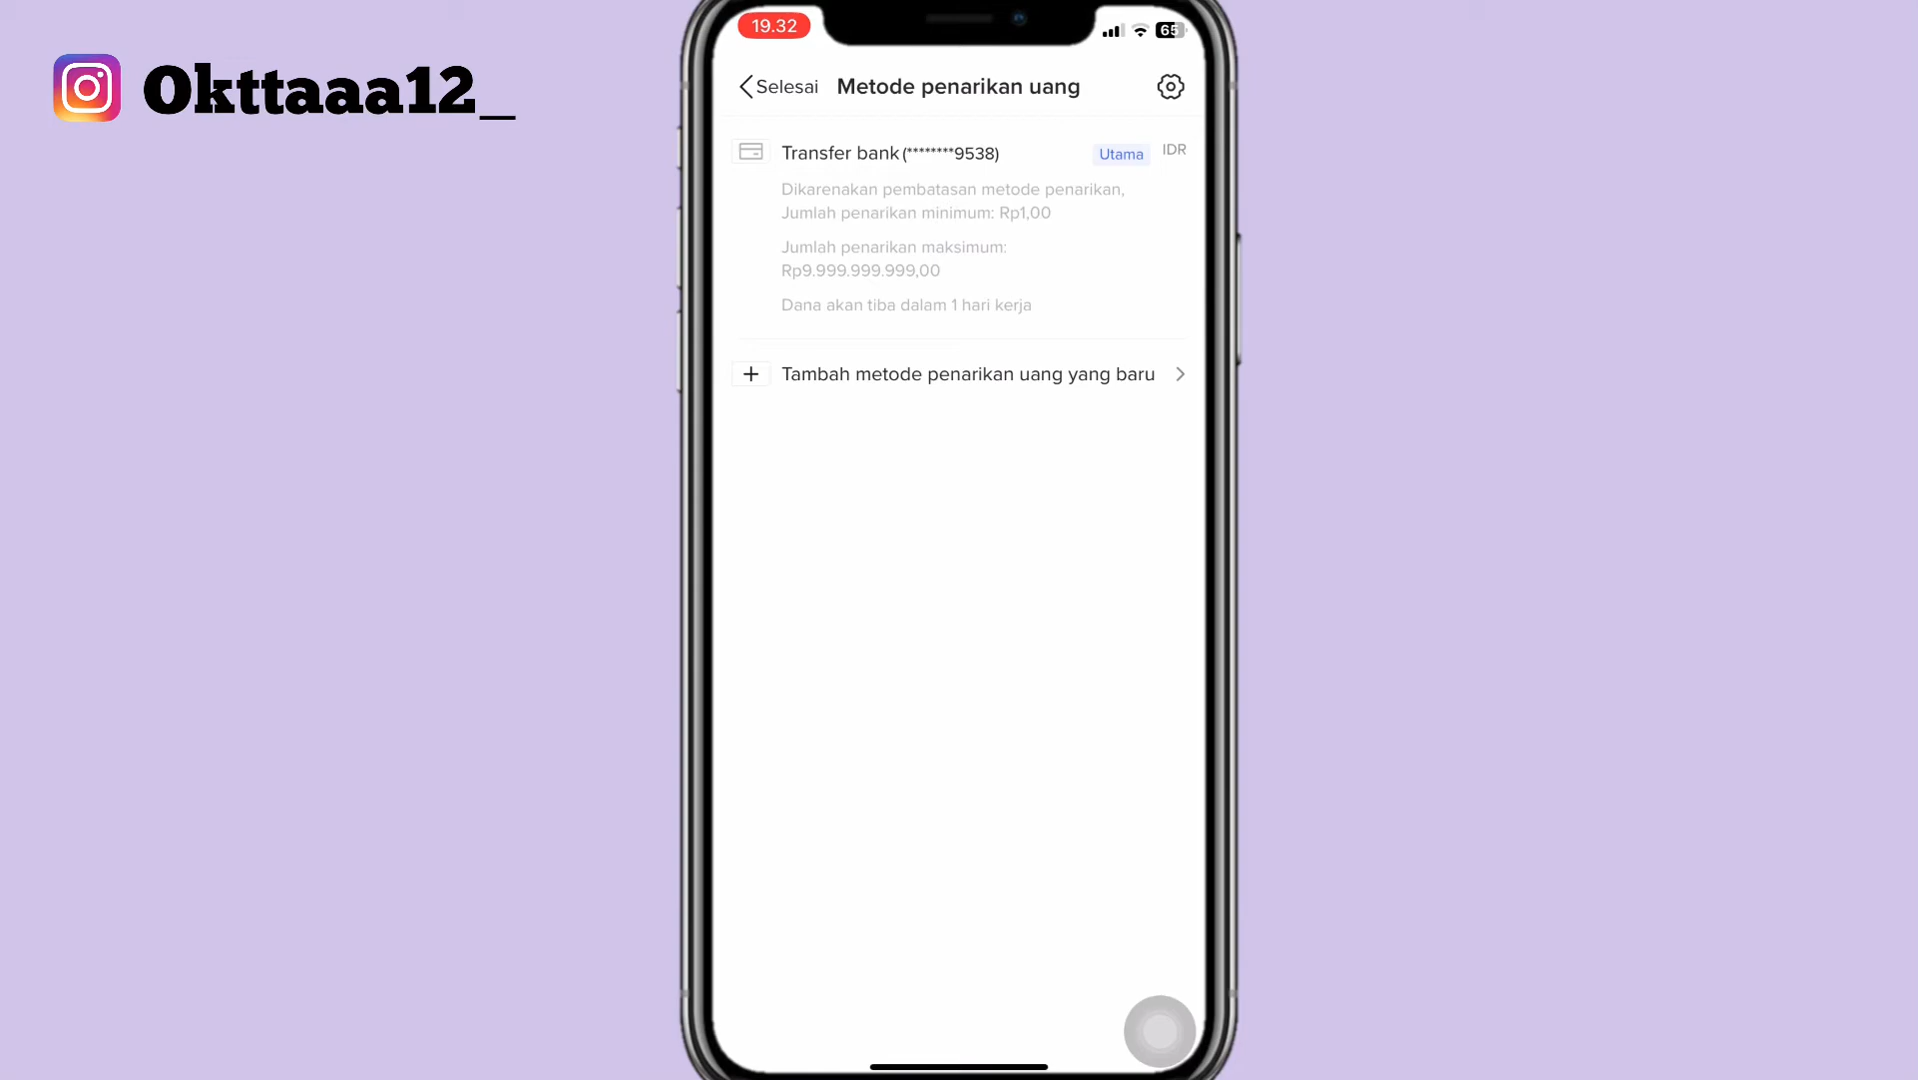 Okttaaa12_
19.32
65
Selesai
Metode penarikan uang
Transfer bank (********9538)
Utama
IDR
Dikarenakan pembatasan metode penarikan,
Jumlah penarikan minimum: Rp1,00
Jumlah penarikan maksimum:
Rp9.999.999.999,00
Dana akan tiba dalam 1 hari kerja
+ Tambah metode penarikan uang yang baru